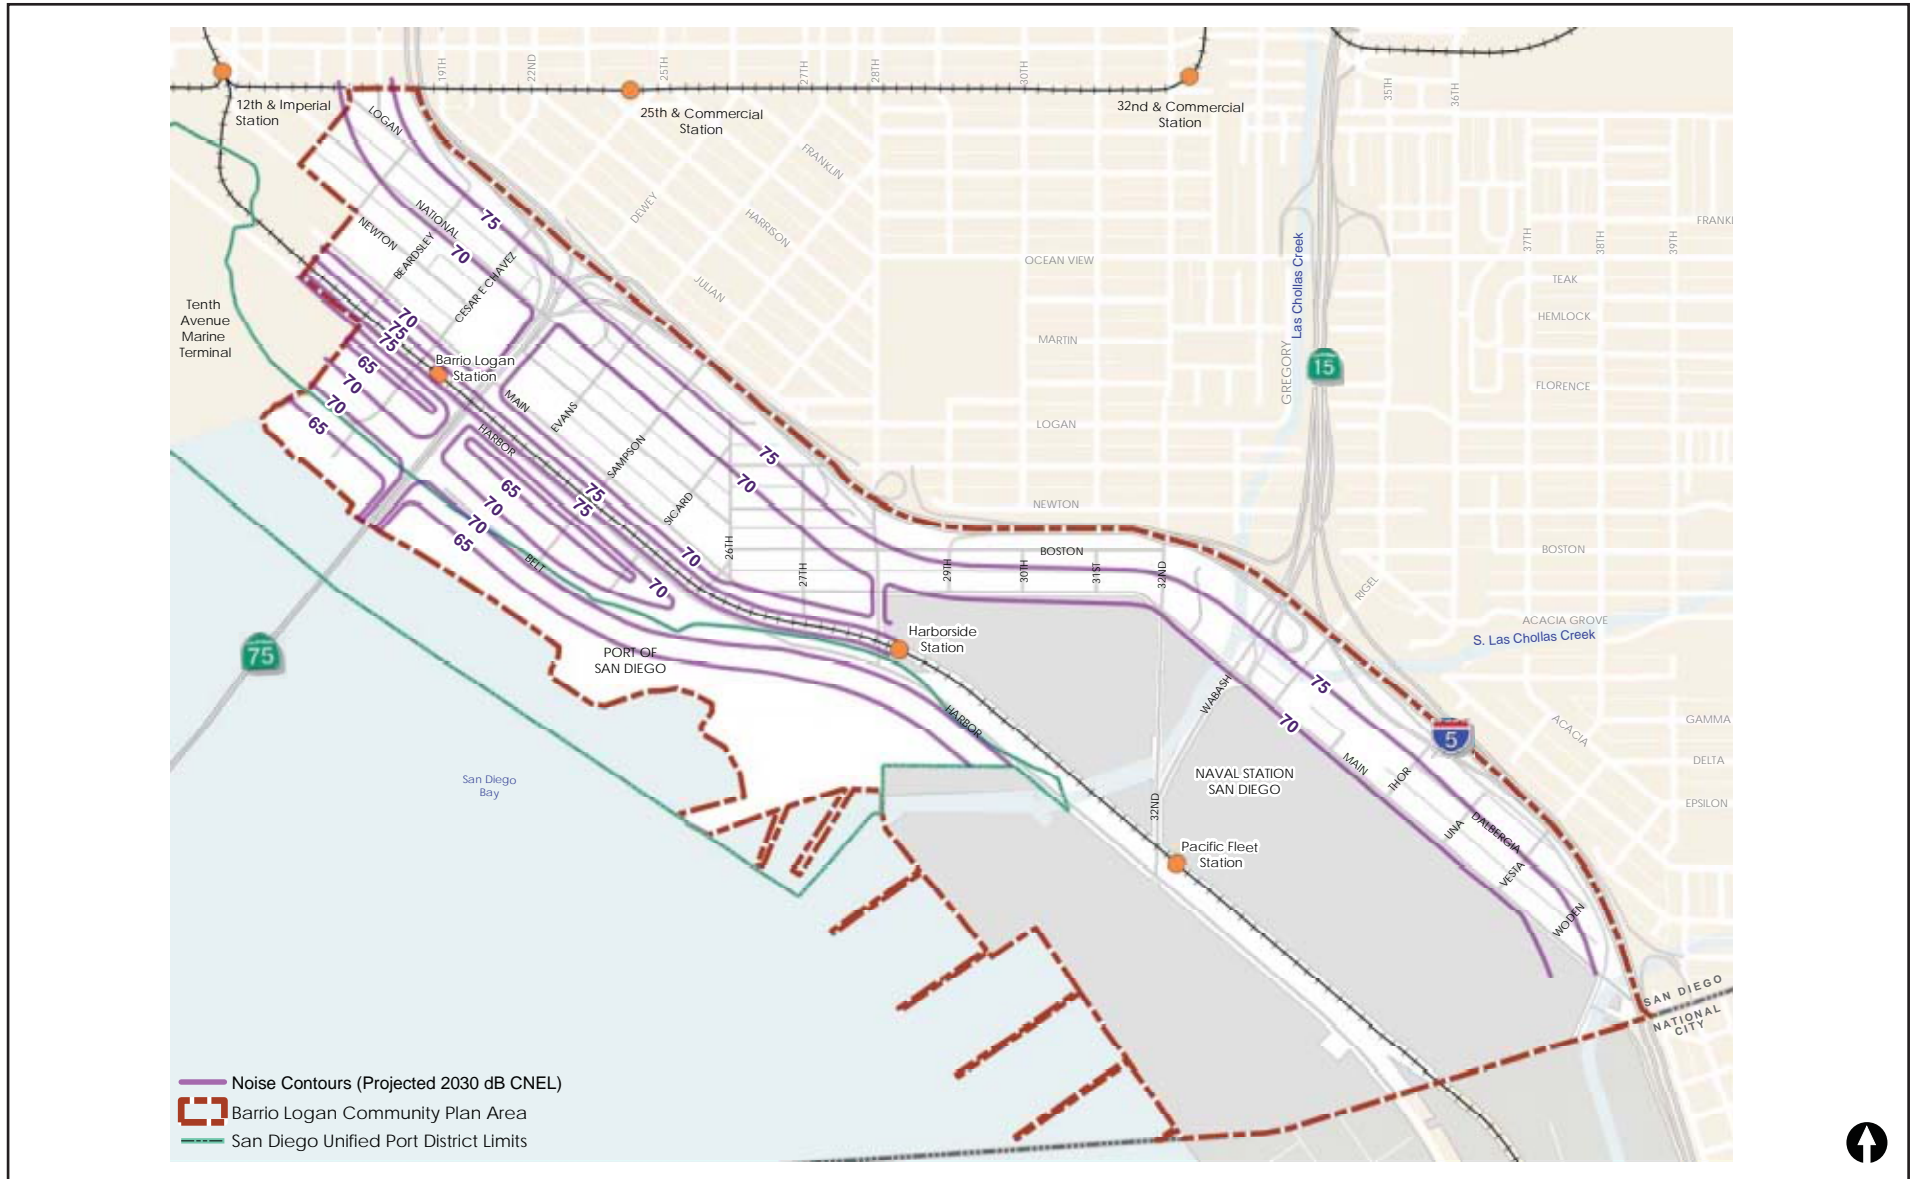 19TH
22ND
25TH
27TH
28TH
30TH
35TH
36TH
12th & Imperial
Station
25th & Commercial
Station
32nd & Commercial
Station
LOGAN
FRANKLIN
DEWEY
HARRISON
JULIAN
NATIONAL
NEWTON
BEARDSLEY
CESAR E CHAVEZ
75
70
OCEAN VIEW
MARTIN
LOGAN
NEWTON
Las Chollas Creek
GREGORY
15
FRANKI
37TH
38TH
39TH
TEAK
HEMLOCK
FLORENCE
BOSTON
ACACIA GROVE
S. Las Chollas Creek
RIGEL
Tenth
Avenue
Marine
Terminal
70
75
75
65
70
70
65
Barrio Logan
Station
MAIN
HARBOR
EVANS
SAMPSON
SICARD
75
70
65
70
70
65
75
75
70
70
BELT
26TH
27TH
29TH
30TH
31ST
32ND
BOSTON
75
PORT OF
SAN DIEGO
Harborside
Station
HARBOR
WABASH
75
70
5
ACACIA
GAMMA
DELTA
EPSILON
MAIN
THOR
UNA
DALBERGIA
VESTA
WODEN
NAVAL STATION
SAN DIEGO
32ND
Pacific Fleet
Station
San Diego
Bay
SAN DIEGO
NATIONAL
CITY
Noise Contours (Projected 2030 dB CNEL)
Barrio Logan Community Plan Area
San Diego Unified Port District Limits